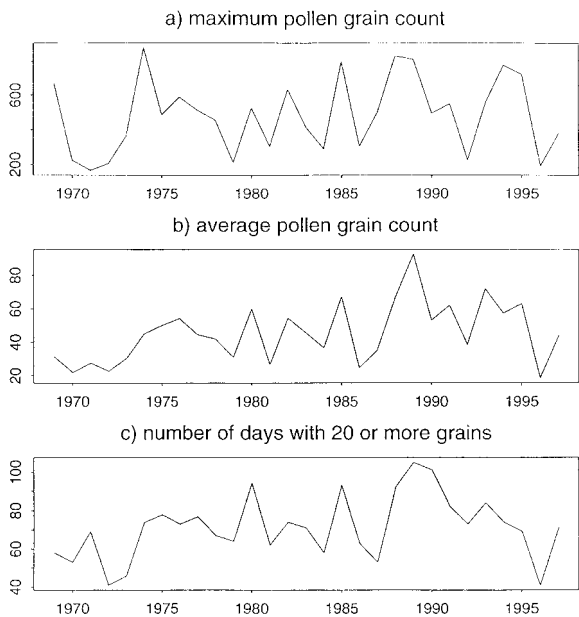 a) maximum pollen grain count
600
200
1970 1975 1980 1985 1990 1995
b) average pollen grain count
80
60
40
20
1970 1975 1980 1985 1990 1995
c) number of days with 20 or more grains
100
80
60
40
1970 1975 1980 1985 1990 1995